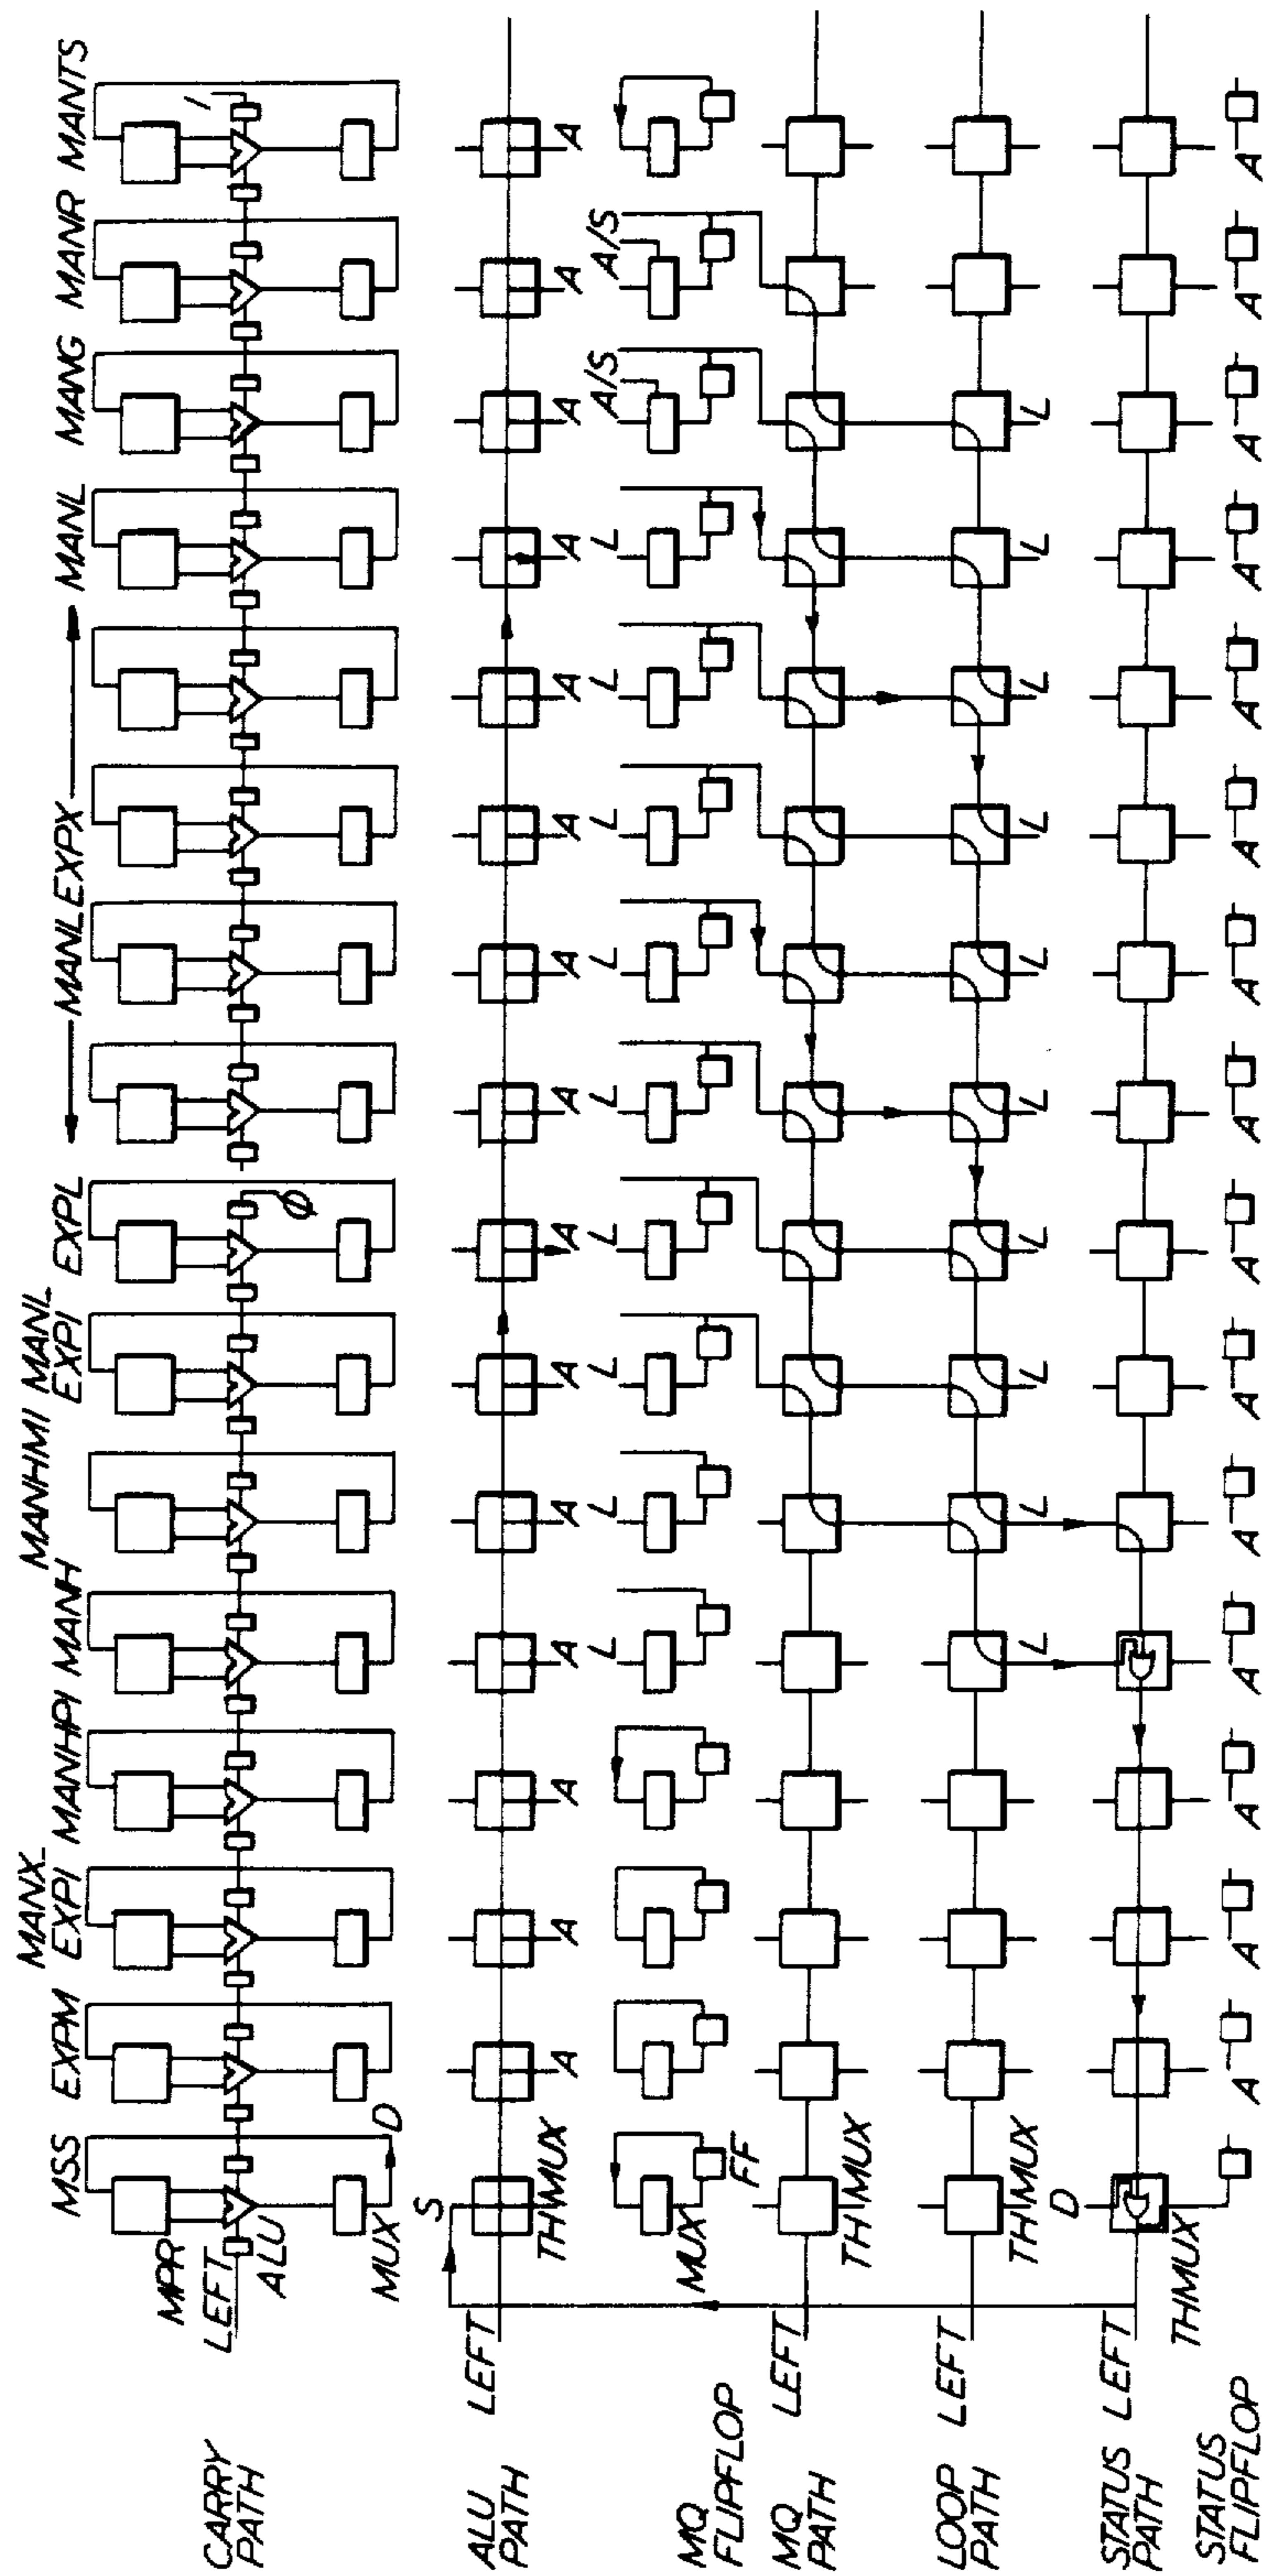 MSS EXPM MANX_ EXPI MANHPI MANH MANHMI MANL EXPI EXPL MANLEXPX MANL MANG MANR MANTS
MPR
CARRY PATH
LEFT
ALU
Ø
1
MUX
D
S
ALU PATH
LEFT
THMUX
A A A A A A A A A A A A A A A
MQ FLIPFLOP
MUX
FF
L L L L L L L L L A/S A/S
MQ PATH
LEFT
THMUX
LOOP PATH
LEFT
THMUX
L L L L L L L L L L
D
STATUS PATH
LEFT
THMUX
STATUS FLIPFLOP
A A A A A A A A A A A A A A A